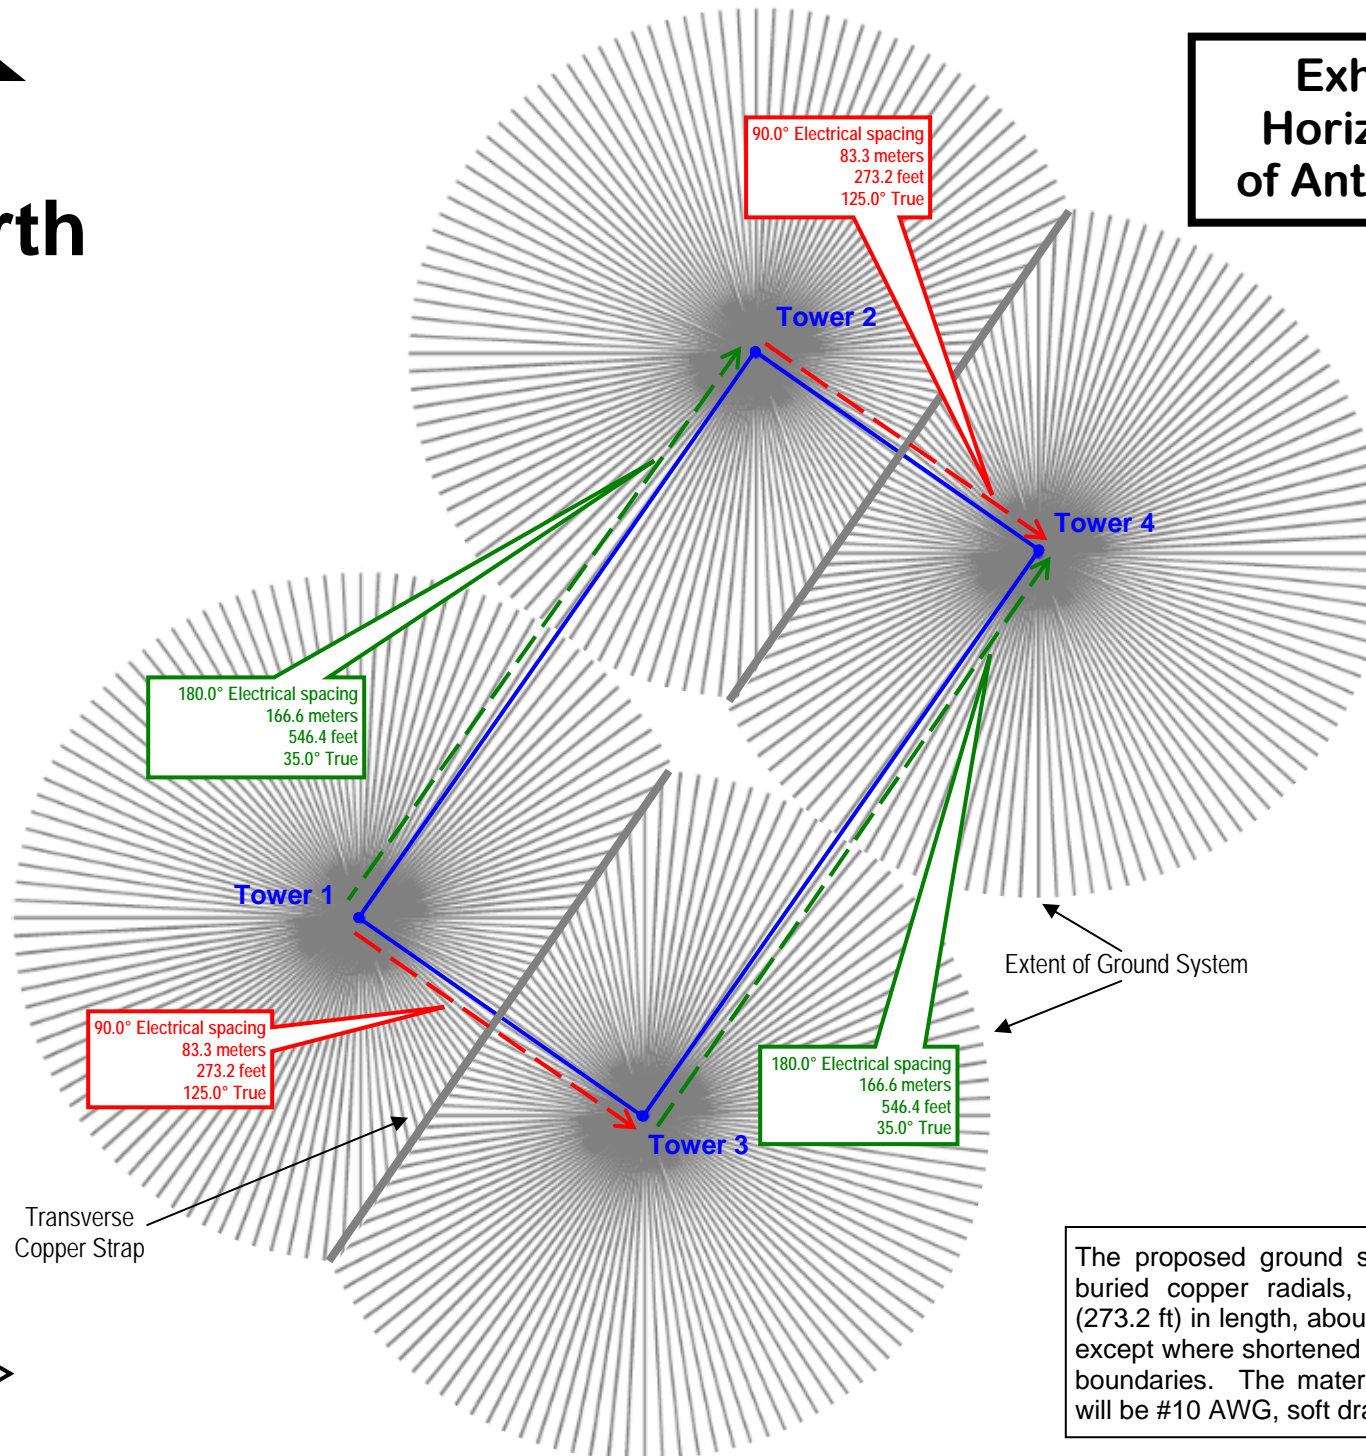 rth
Exh
Horiz
of Ant
90.0° Electrical spacing
83.3 meters
273.2 feet
125.0° True
Tower 2
Tower 4
180.0° Electrical spacing
166.6 meters
546.4 feet
35.0° True
Tower 1
Extent of Ground System
90.0° Electrical spacing
83.3 meters
273.2 feet
125.0° True
180.0° Electrical spacing
166.6 meters
546.4 feet
35.0° True
Tower 3
Transverse
Copper Strap
The proposed ground s
buried copper radials,
(273.2 ft) in length, abou
except where shortened
boundaries. The mater
will be #10 AWG, soft dra